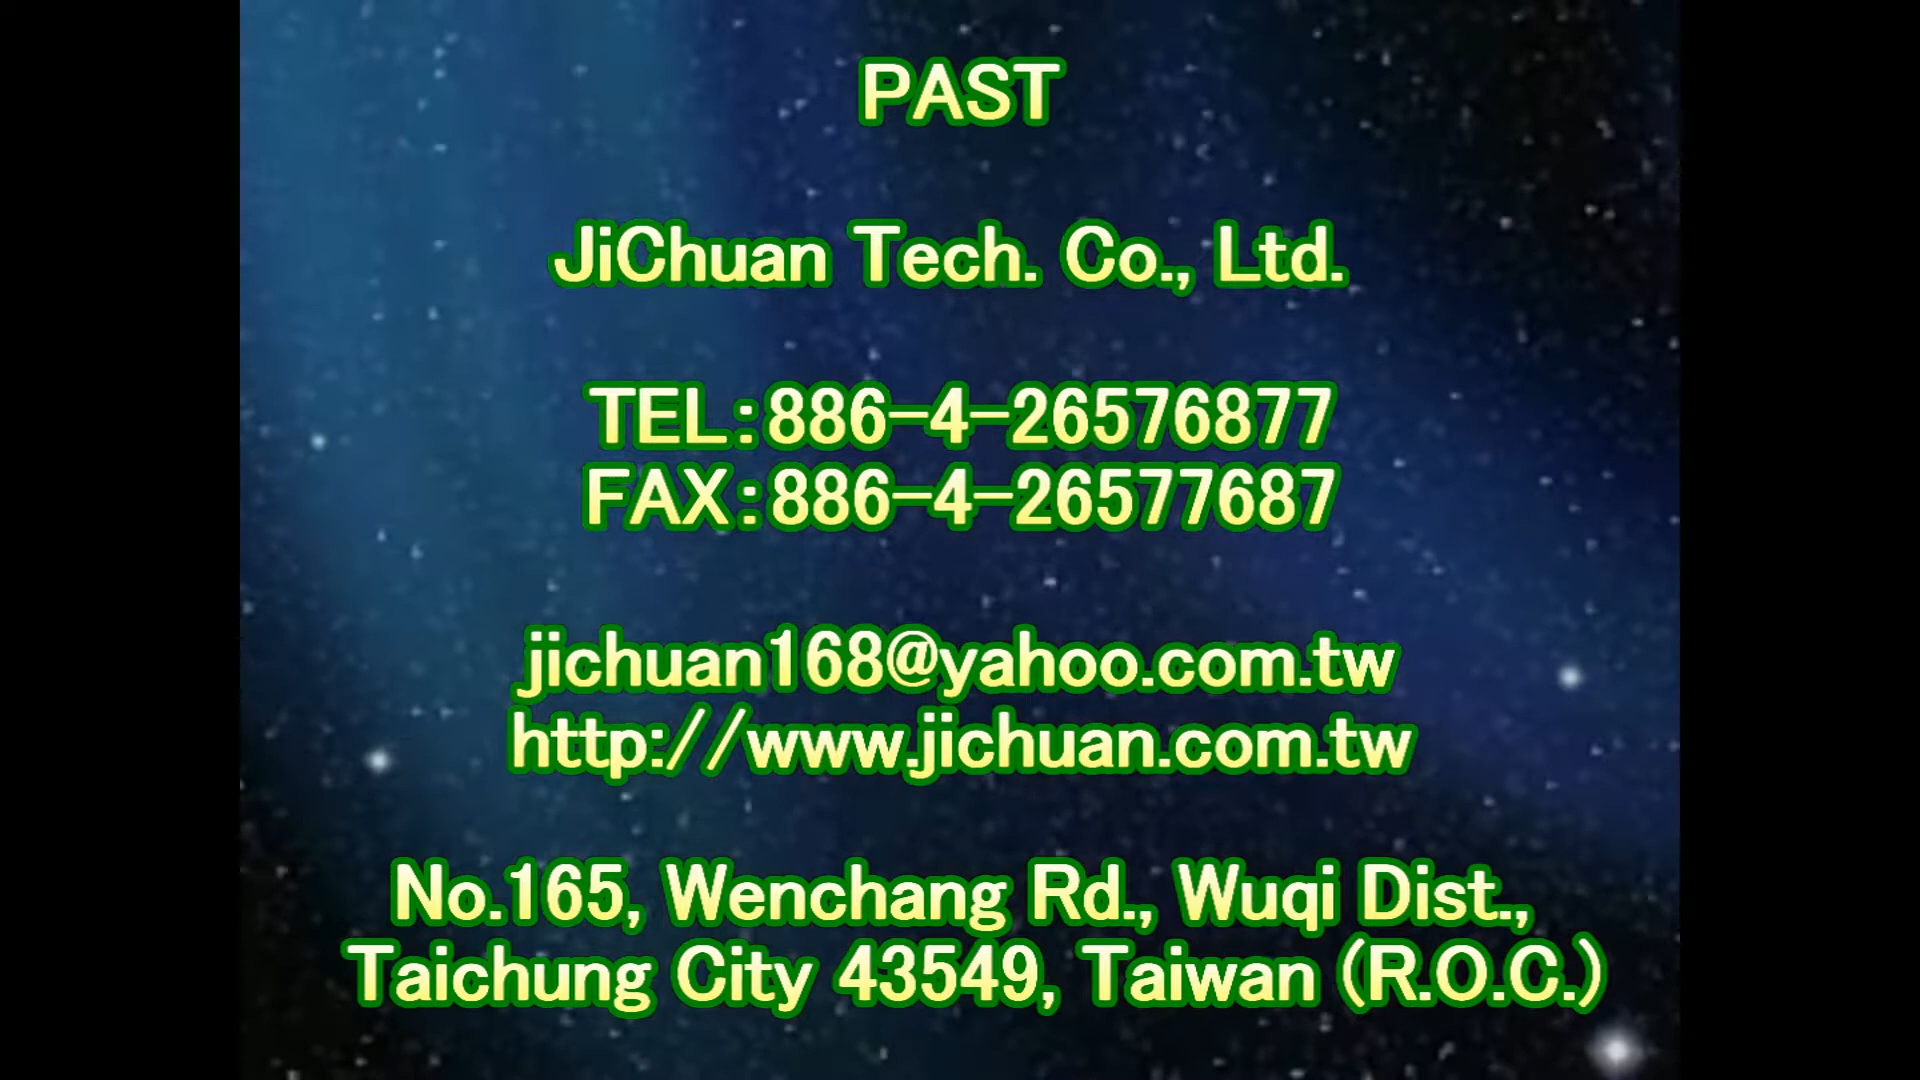 PAST
JiChuan Tech. Co., Ltd.
TEL:886-4-26576877
FAX:886-4-26577687
jichuan168@yahoo.com.tw
http://www.jichuan.com.tw
No.165, Wenchang Rd., Wuqi Dist.,
Taichung City 43549, Taiwan (R.O.C.)